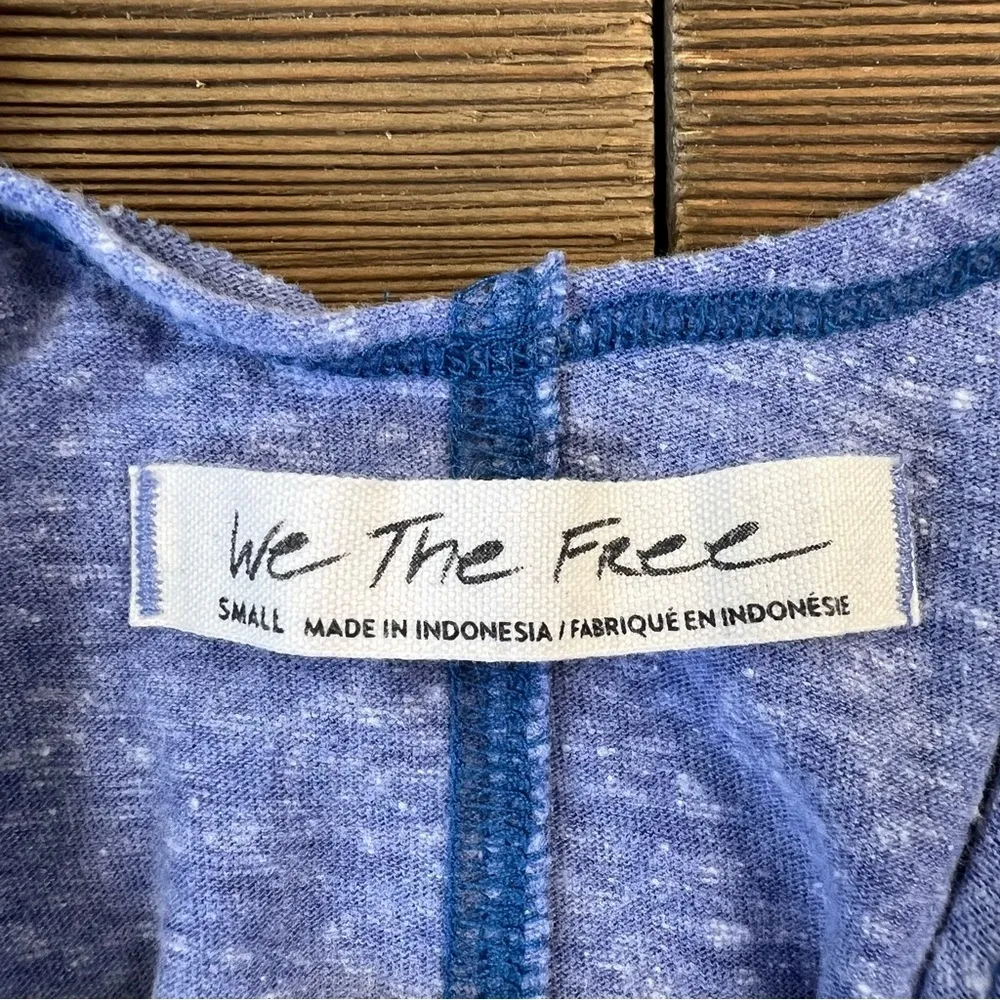 We The Free
SMALL MADE IN INDONESIA / FABRIQUÉ EN INDONÉSIE